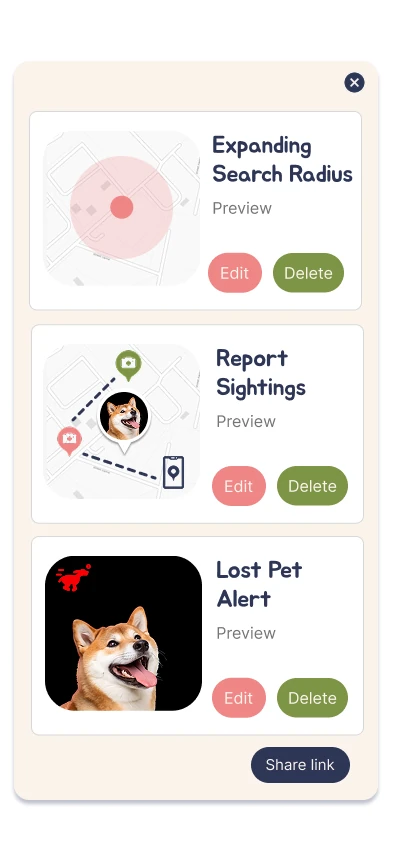 Expanding
Search Radius
Preview
Edit
Delete
Report
Sightings
Preview
Edit
Delete
Lost Pet
Alert
Preview
Edit
Delete
Share link